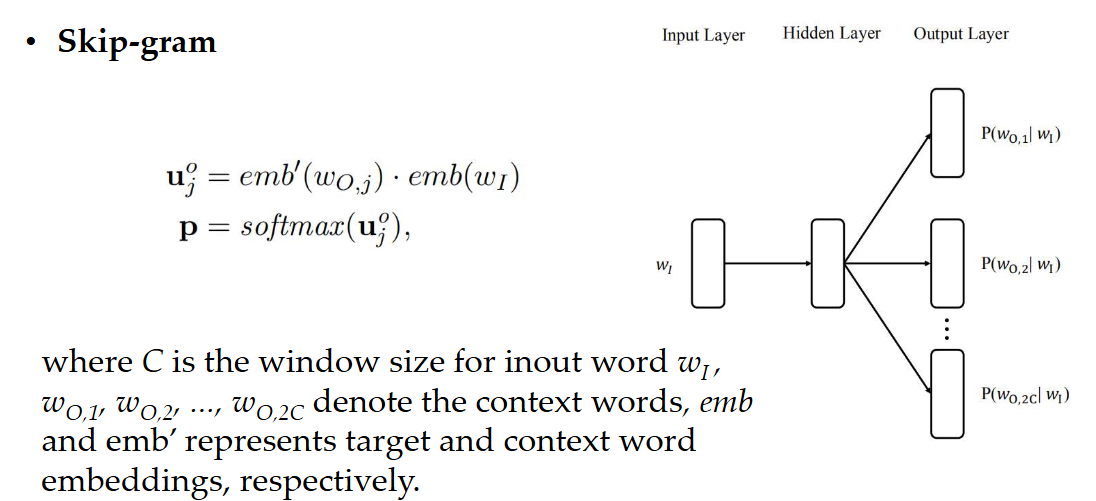 • Skip-gram
Input Layer Hidden Layer Output Layer
P(w_{O,1}| w_I)
u_j^o = emb′(w_{O,j}) · emb(w_I)
p = softmax(u_j^o),
w_I
P(w_{O,2}| w_I)
⋮
where C is the window size for inout word w_I,
w_{O,1}, w_{O,2}, ..., w_{O,2C} denote the context words, emb
and emb’ represents target and context word
embeddings, respectively.
P(w_{O,2C}| w_I)